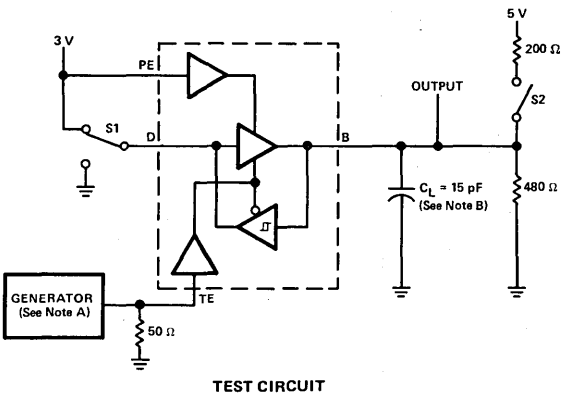 5 V
3 V
200 Ω
PE
OUTPUT
S2
S1
D
B
CL = 15 pF
(See Note B)
480 Ω
GENERATOR
(See Note A)
TE
50 Ω
TEST CIRCUIT